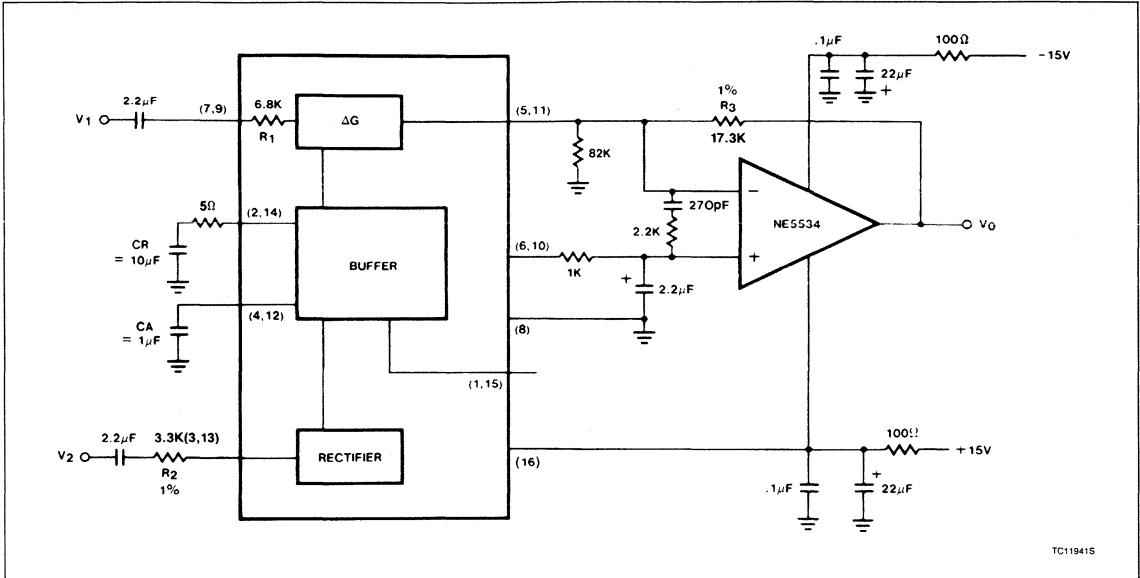 .1µF
100Ω
−15V
22µF
+
2.2µF
(7,9)
6.8K
ΔG
(5,11)
1%
R3
17.3K
V1
R1
82K
5Ω
(2,14)
270pF
−
NE5534
VO
2.2K
CR
= 10µF
BUFFER
(6,10)
1K
+
+
2.2µF
(4,12)
CA
= 1µF
(8)
(1,15)
2.2µF
3.3K(3,13)
100Ω
V2
RECTIFIER
(16)
+15V
R2
1%
.1µF
+
22µF
TC11941S